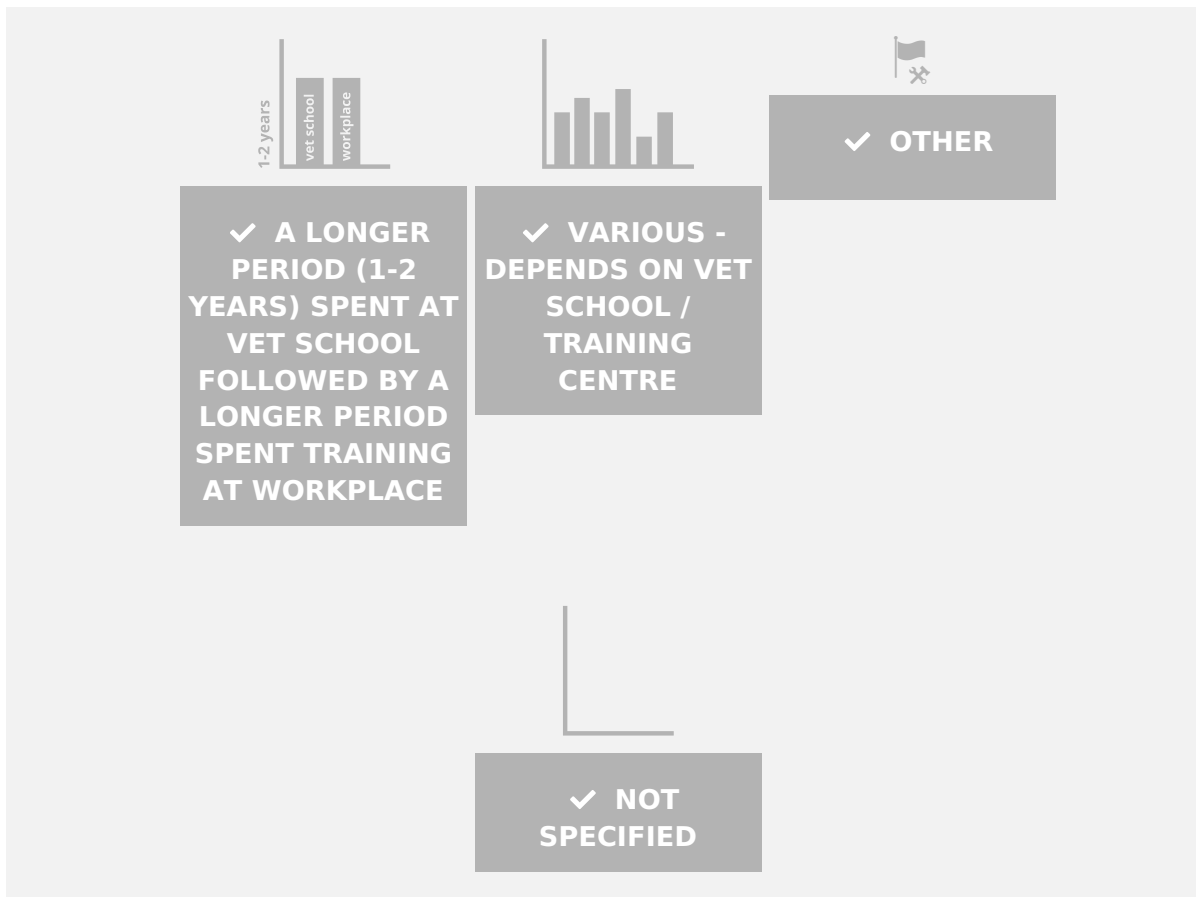 1-2 years
vet school
workplace
A LONGER
PERIOD (1-2
YEARS) SPENT AT
VET SCHOOL
FOLLOWED BY A
LONGER PERIOD
SPENT TRAINING
AT WORKPLACE
VARIOUS -
DEPENDS ON VET
SCHOOL /
TRAINING
CENTRE
OTHER
NOT
SPECIFIED